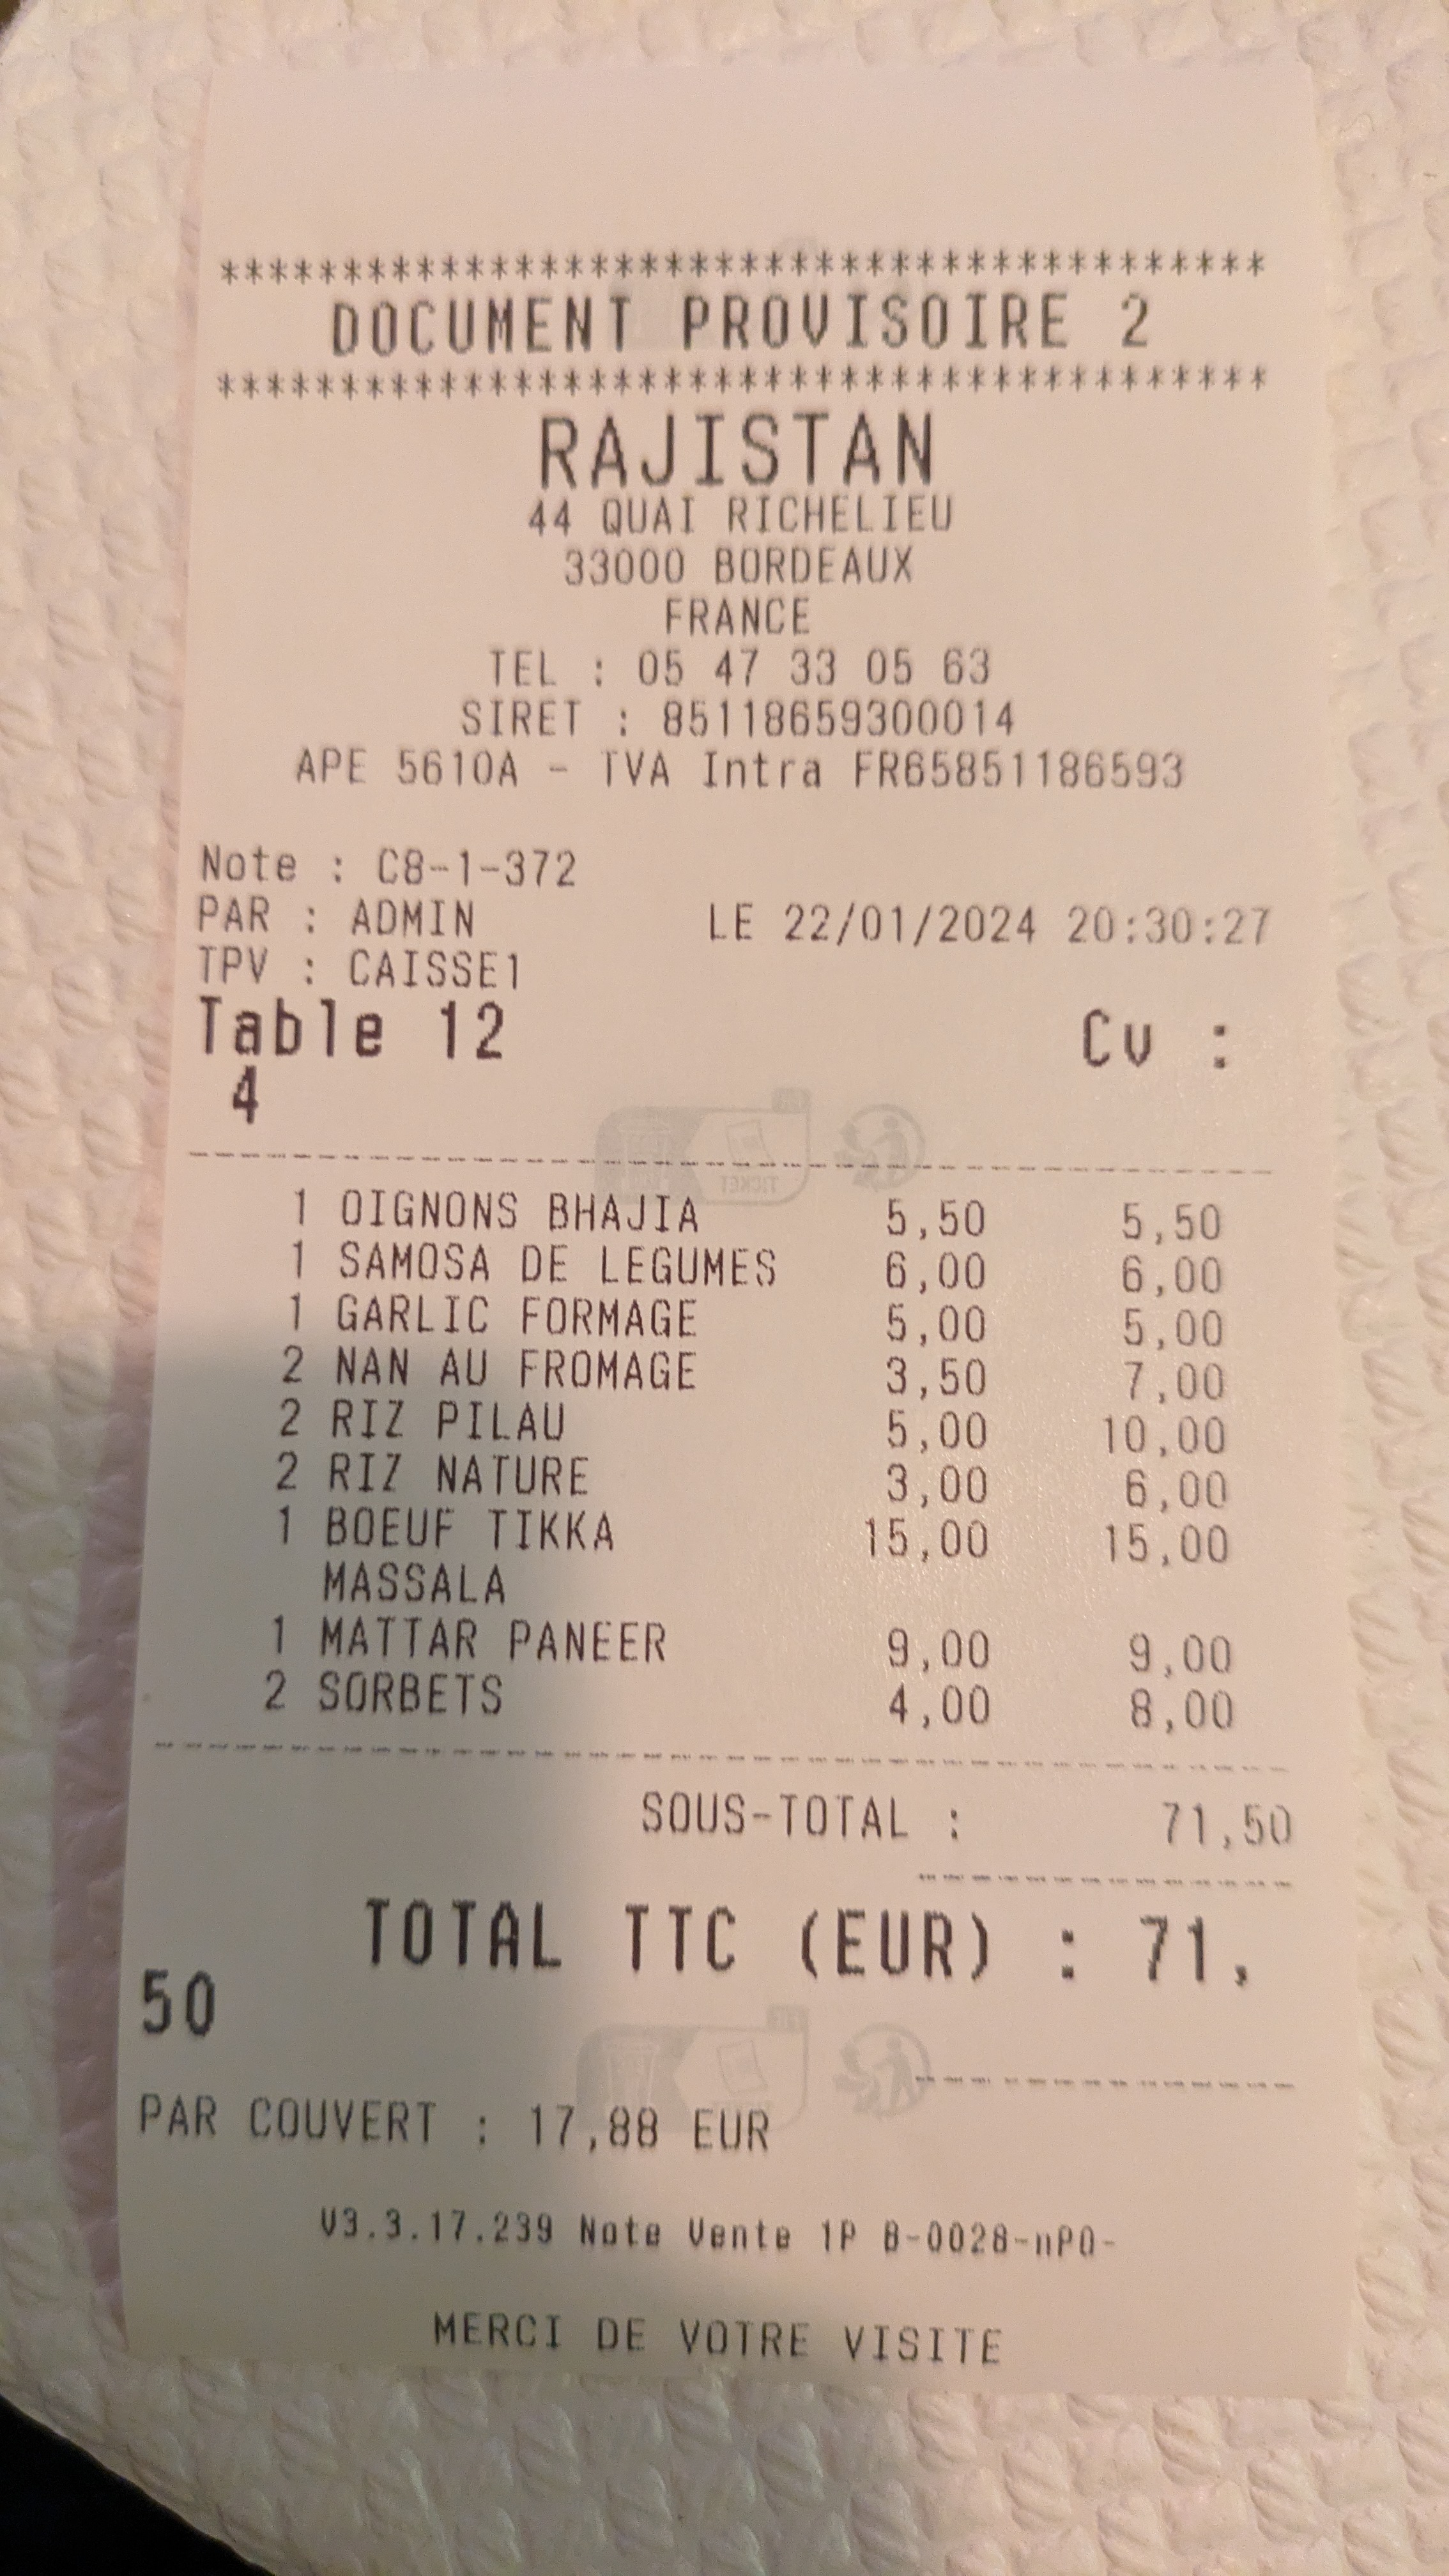 ******************************************
DOCUMENT PROVISOIRE 2
******************************************
RAJISTAN
44 QUAI RICHELIEU
33000 BORDEAUX
FRANCE
TEL : 05 47 33 05 63
SIRET : 85118659300014
APE 5610A - TVA Intra FR65851186593
Note : C8-1-372
PAR : ADMIN LE 22/01/2024 20:30:27
TPV : CAISSE1
Table 12 Cv :
4
1 OIGNONS BHAJIA 5,50 5,50
1 SAMOSA DE LEGUMES 6,00 6,00
1 GARLIC FORMAGE 5,00 5,00
2 NAN AU FROMAGE 3,50 7,00
2 RIZ PILAU 5,00 10,00
2 RIZ NATURE 3,00 6,00
1 BOEUF TIKKA 15,00 15,00
MASSALA
1 MATTAR PANEER 9,00 9,00
2 SORBETS 4,00 8,00
SOUS-TOTAL : 71,50
TOTAL TTC (EUR) : 71,
50
PAR COUVERT : 17,88 EUR
V3.3.17.239 Note Vente 1P B-0028-nP0-
MERCI DE VOTRE VISITE